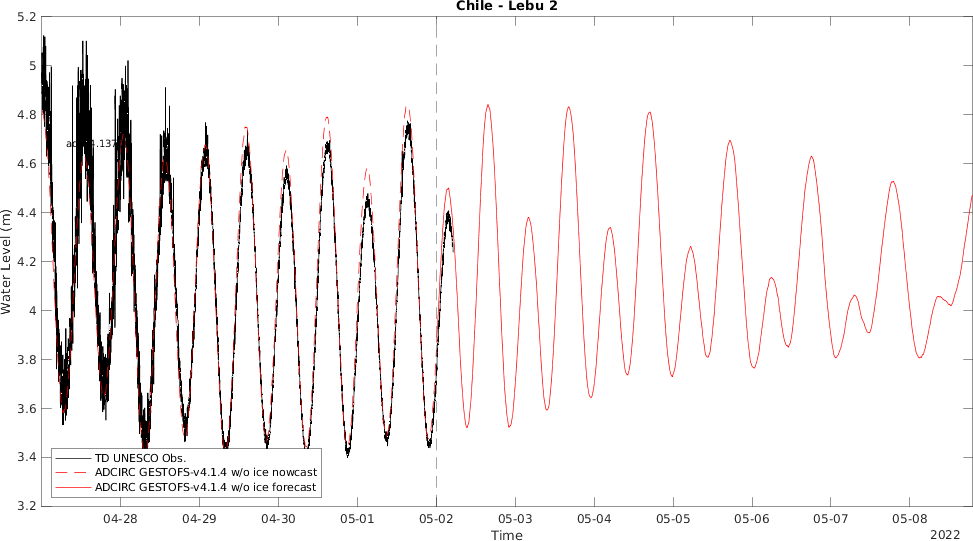 Chile - Lebu 2
Water Level (m)
5.2
5
4.8
4.6
4.4
4.2
4
3.8
3.6
3.4
3.2
TD UNESCO Obs.
ADCIRC GESTOFS-v4.1.4 w/o ice nowcast
ADCIRC GESTOFS-v4.1.4 w/o ice forecast
04-28 04-29 04-30 05-01 05-02 05-03 05-04 05-05 05-06 05-07 05-08
Time
2022